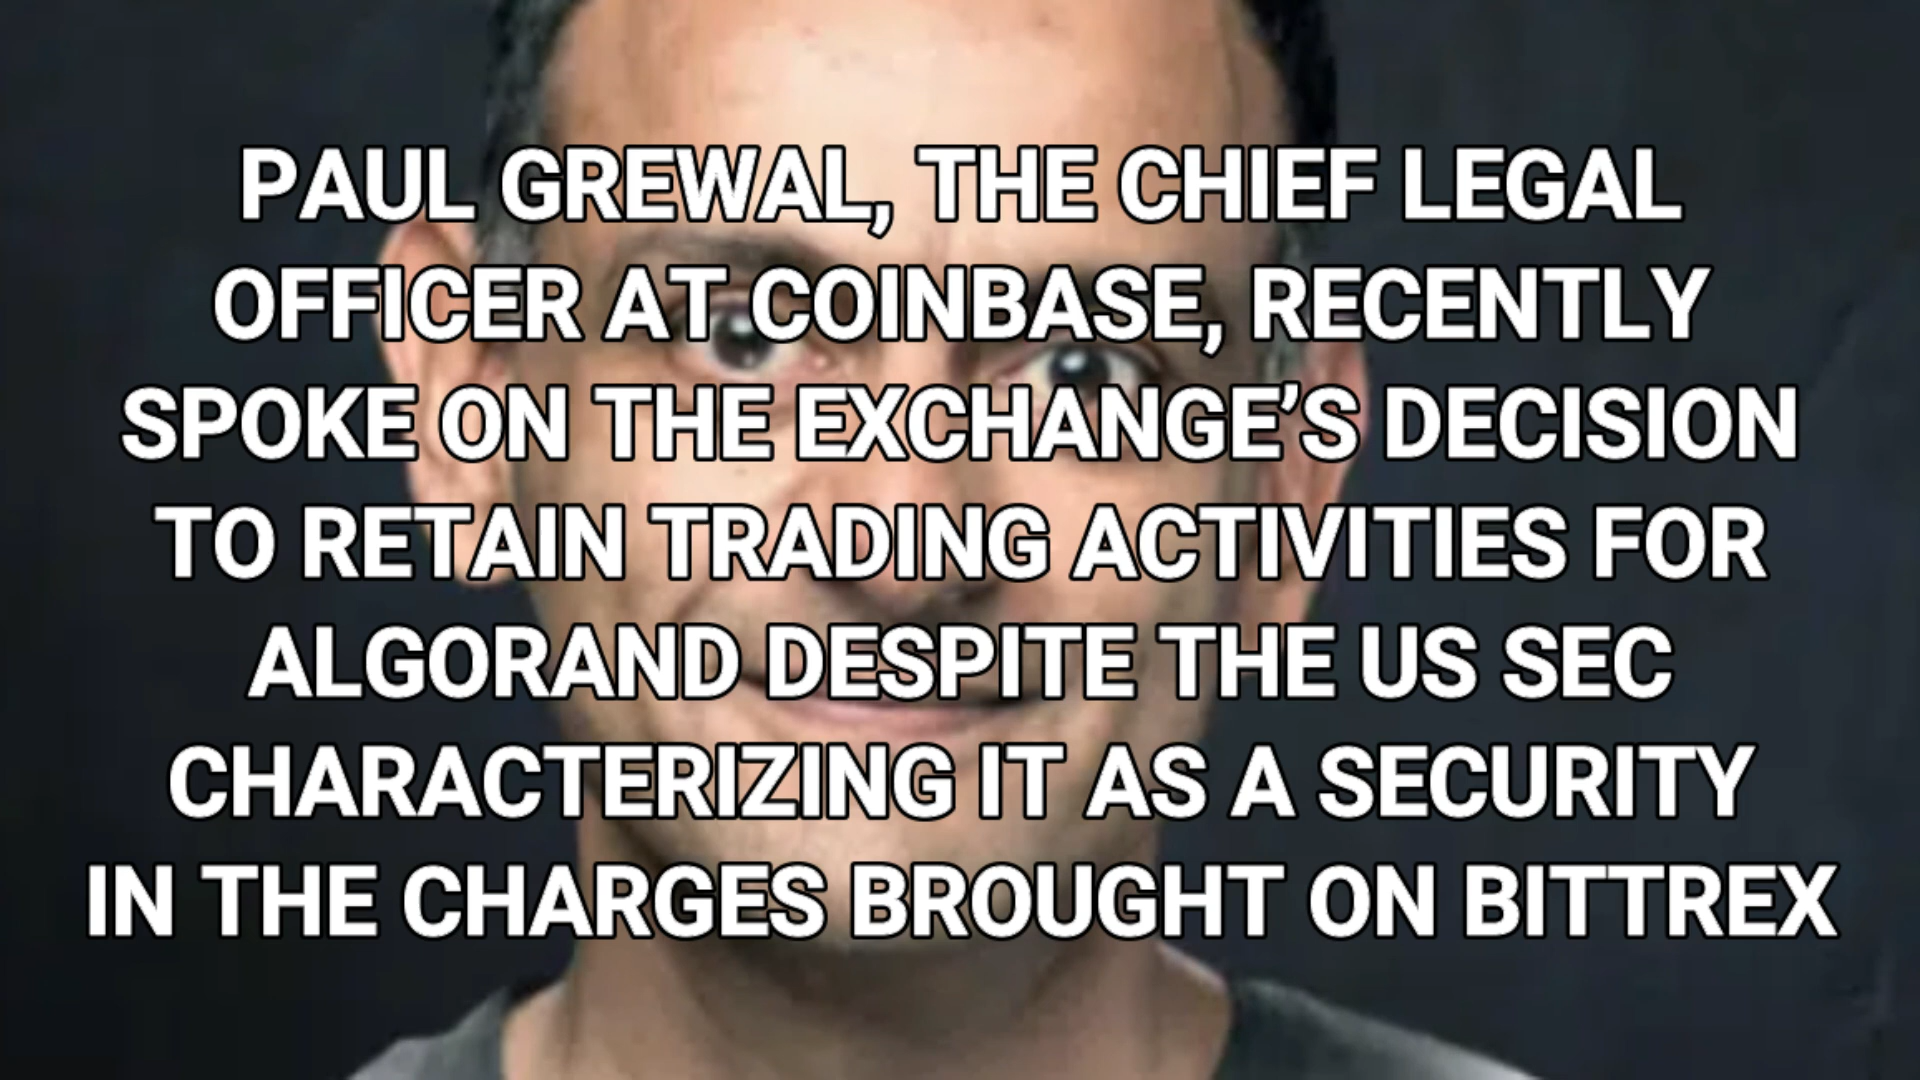 PAUL GREWAL, THE CHIEF LEGAL
OFFICER AT COINBASE, RECENTLY
SPOKE ON THE EXCHANGE’S DECISION
TO RETAIN TRADING ACTIVITIES FOR
ALGORAND DESPITE THE US SEC
CHARACTERIZING IT AS A SECURITY
IN THE CHARGES BROUGHT ON BITTREX